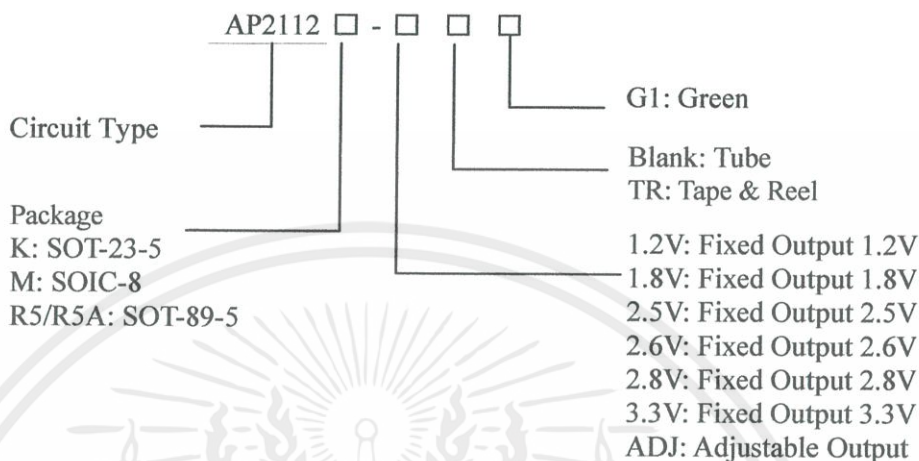 AP2112 □ - □ □ □
Circuit Type
Package
K: SOT-23-5
M: SOIC-8
R5/R5A: SOT-89-5
G1: Green
Blank: Tube
TR: Tape & Reel
1.2V: Fixed Output 1.2V
1.8V: Fixed Output 1.8V
2.5V: Fixed Output 2.5V
2.6V: Fixed Output 2.6V
2.8V: Fixed Output 2.8V
3.3V: Fixed Output 3.3V
ADJ: Adjustable Output